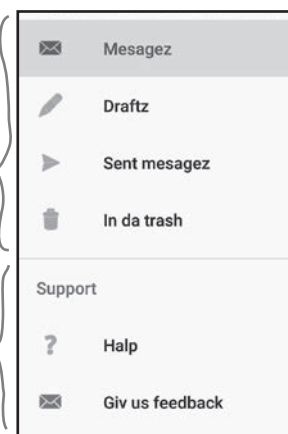 Mesagez
Draftz
Sent mesagez
In da trash
Support
Halp
Giv us feedback